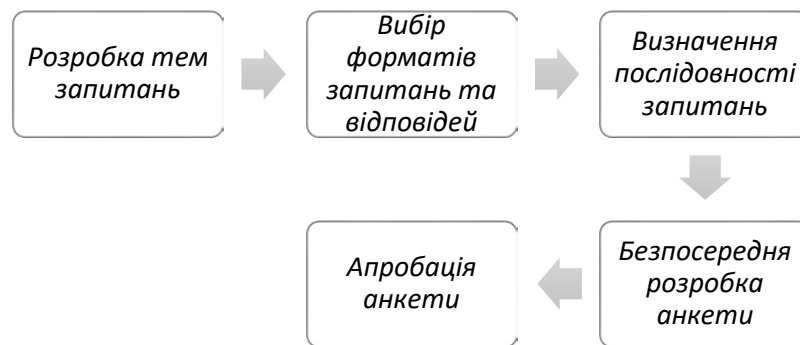 Розробка тем
запитань
Вибір
форматів
запитань та
відповідей
Визначення
послідовності
запитань
Безпосередня
розробка
анкети
Апробація
анкети